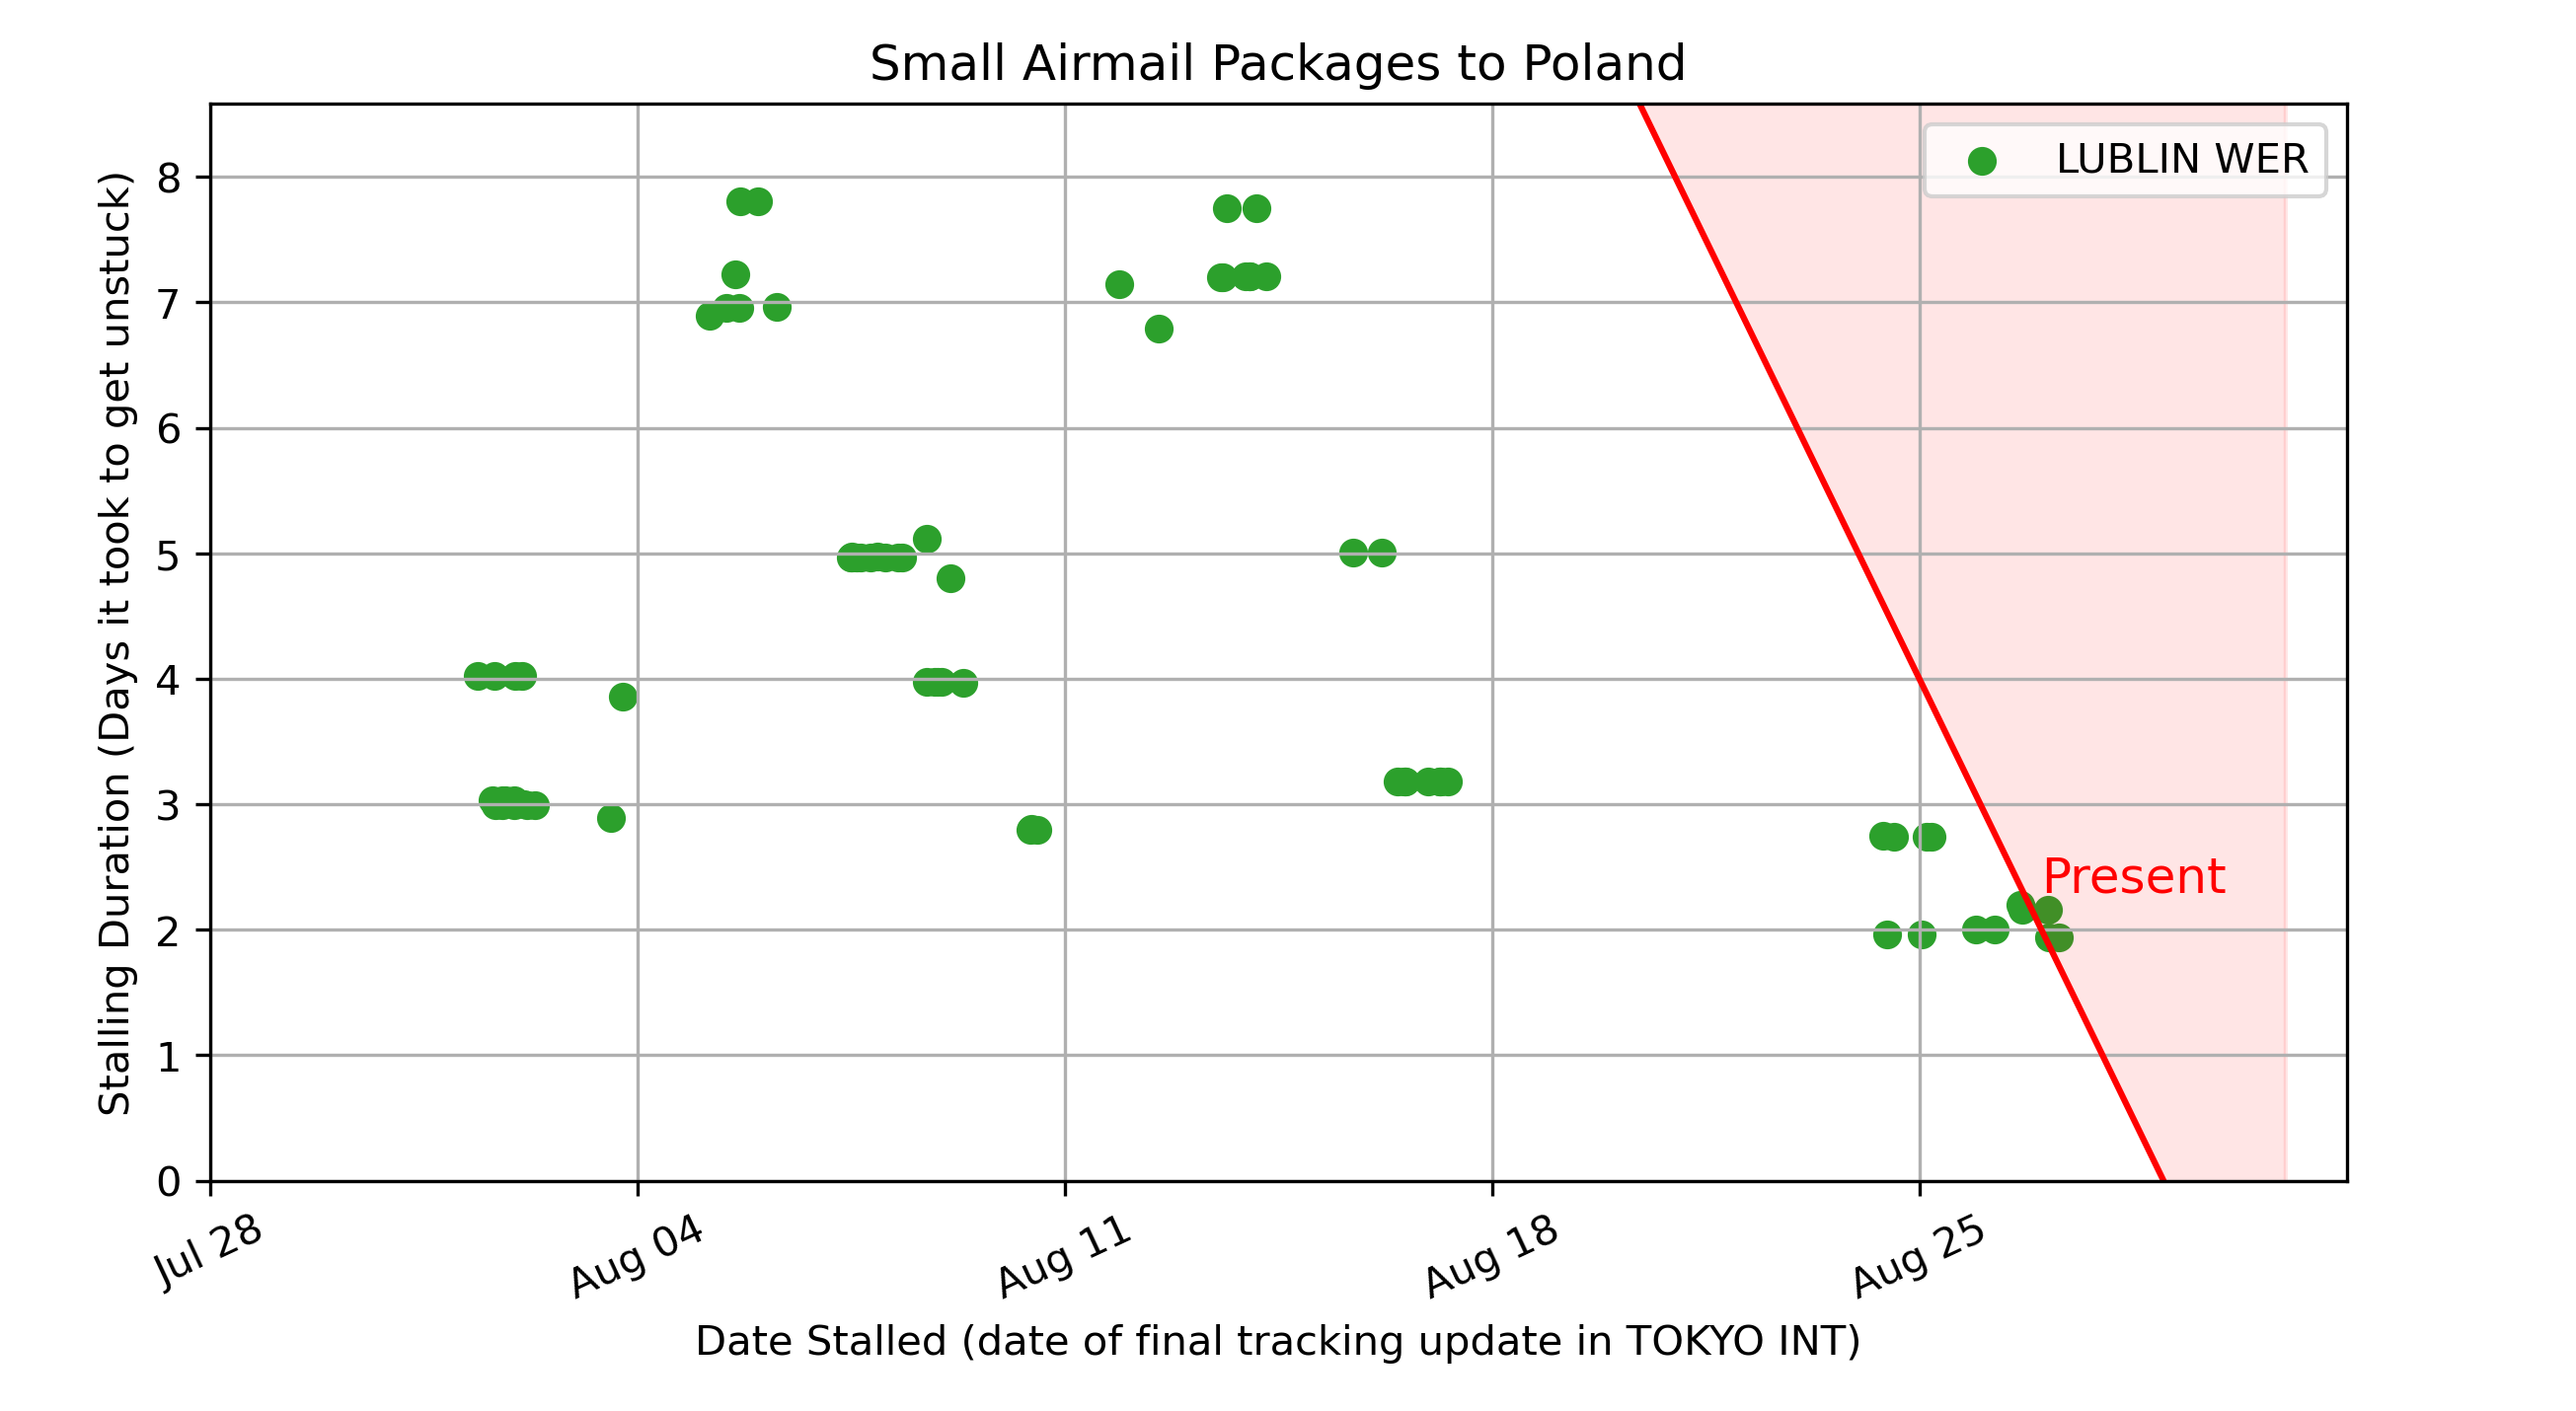 Small Airmail Packages to Poland
Stalling Duration (Days it took to get unstuck)
8
7
6
5
4
3
2
1
0
LUBLIN WER
Present
Jul 28
Aug 04
Aug 11
Aug 18
Aug 25
Date Stalled (date of final tracking update in TOKYO INT)